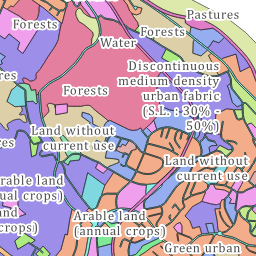 Pastures
Forests
Forests
Water
Discontinuous
medium density
urban fabric
(S.L. : 30% -
50%)
Forests
Land without
current use
Land without
current use
Arable land
(annual crops)
Green urban